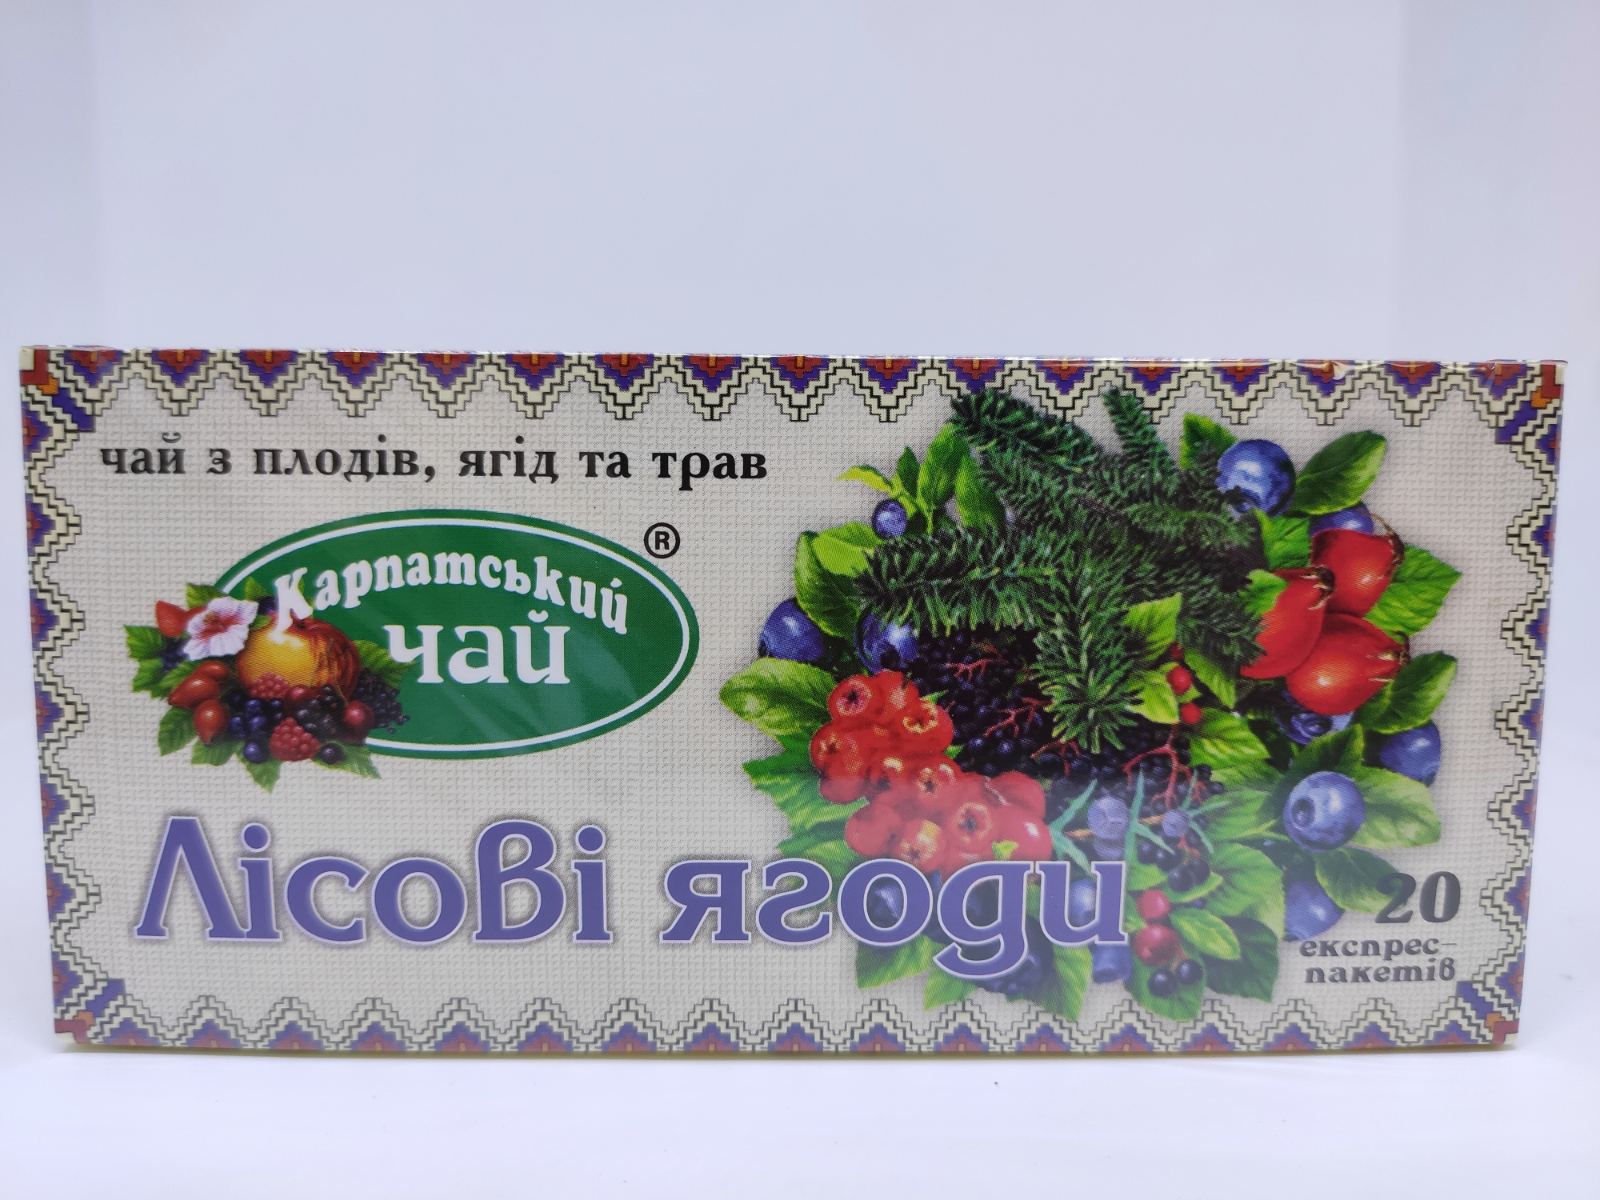 чай з плодів, ягід та трав
Карпатський
®
чай
Лісові ягоди
20
експрес-
пакетів